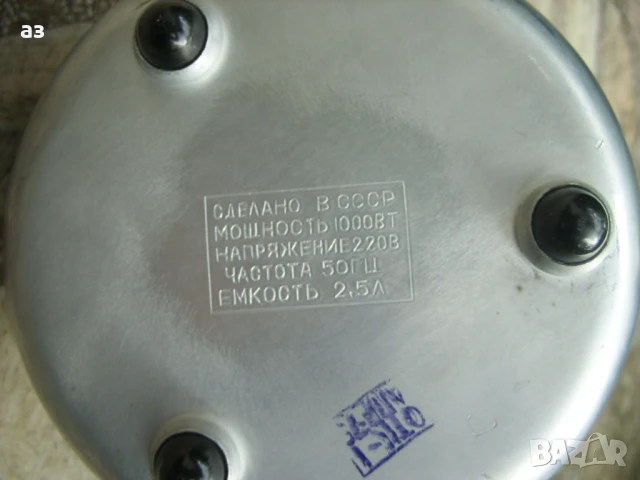 аз
СДЕЛАНО В СССР
МОЩНОСТЬ 1000ВТ
НАПРЯЖЕНИЕ 220В
ЧАСТОТА 50ГЦ
ЕМКОСТЬ 2,5Л
BAZAR